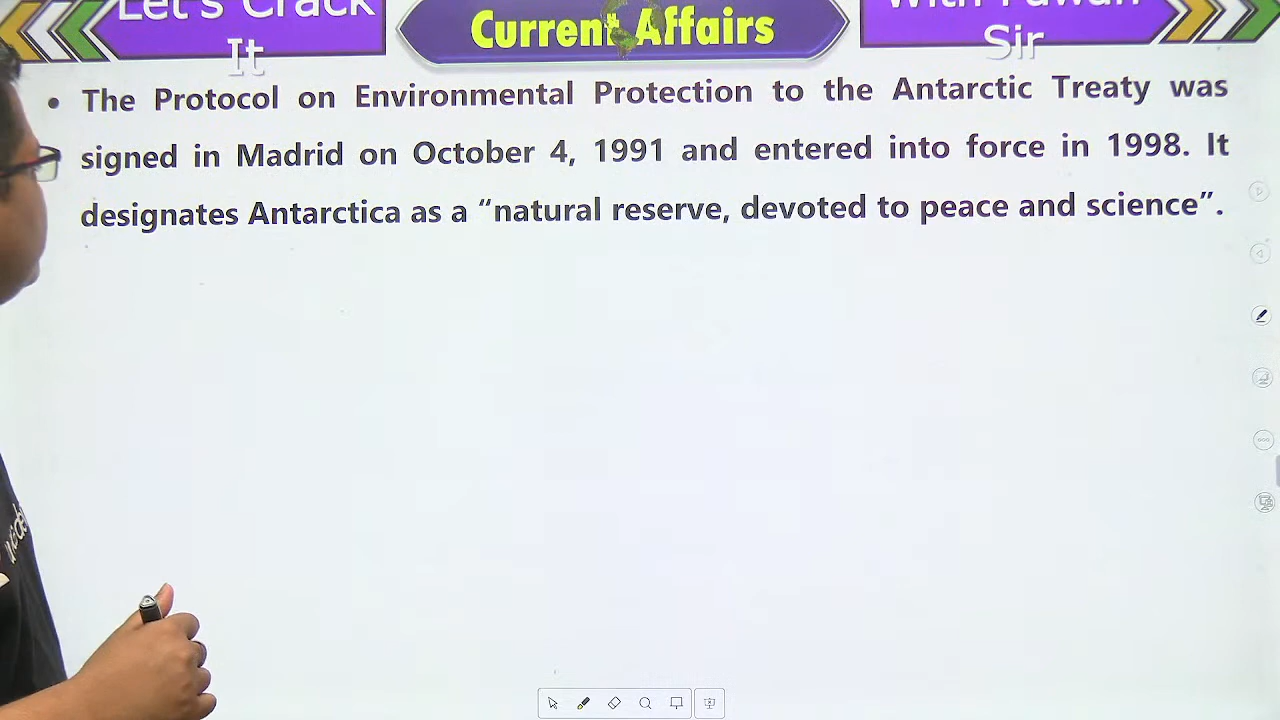 Let's Crack It
Current Affairs
With Pawan Sir
• The Protocol on Environmental Protection to the Antarctic Treaty was
signed in Madrid on October 4, 1991 and entered into force in 1998. It
designates Antarctica as a “natural reserve, devoted to peace and science”.